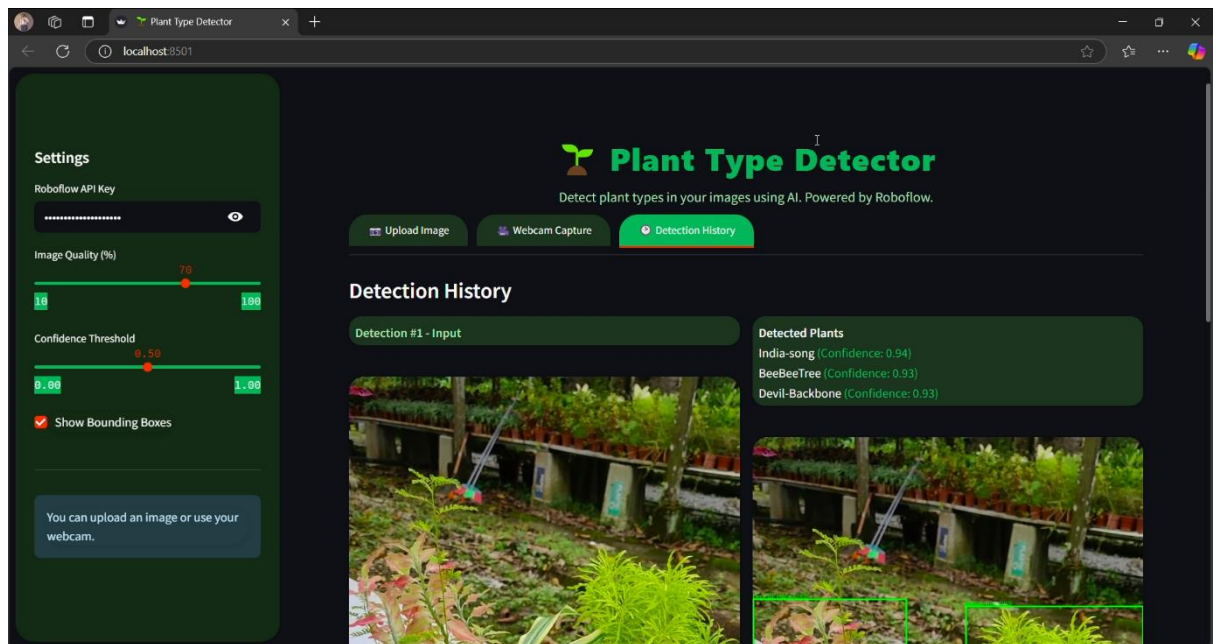 Plant Type Detector
localhost:8501
Settings
Roboflow API Key
Image Quality (%)
70
10 100
Confidence Threshold
0.50
0.00 1.00
Show Bounding Boxes
You can upload an image or use your
webcam.
Plant Type Detector
Detect plant types in your images using AI. Powered by Roboflow.
Upload Image Webcam Capture Detection History
Detection History
Detection #1 - Input
Detected Plants
India-song (Confidence: 0.94)
BeeBeeTree (Confidence: 0.93)
Devil-Backbone (Confidence: 0.93)